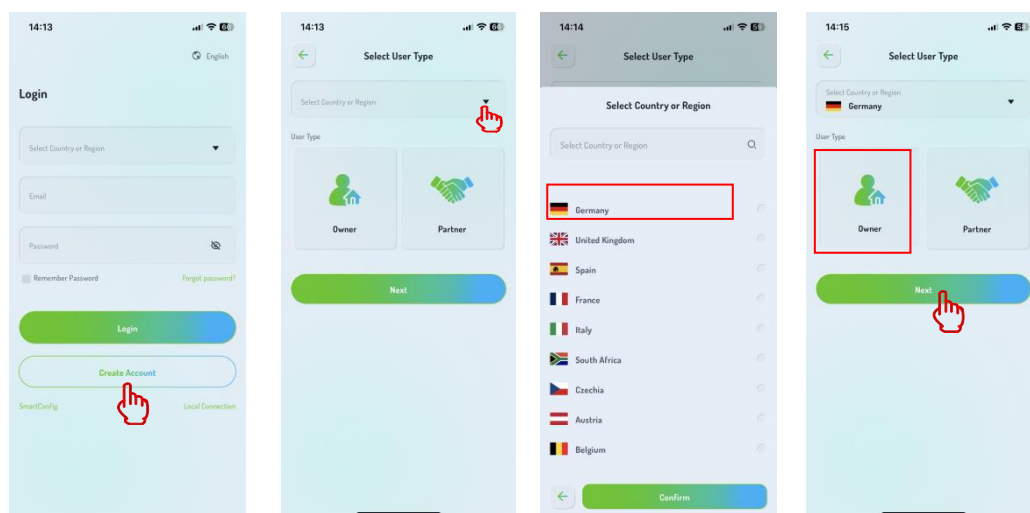 14:13
English
Login
Select Country or Region
Email
Password
Remember Password
Forgot password?
Login
Create Account
SmartConfig
Local Connection
14:13
Select User Type
Select Country or Region
User Type
Owner
Partner
Next
14:14
Select User Type
Select Country or Region
Select Country or Region
Germany
United Kingdom
Spain
France
Italy
South Africa
Czechia
Austria
Belgium
Confirm
14:15
Select User Type
Select Country or Region
Germany
User Type
Owner
Partner
Next